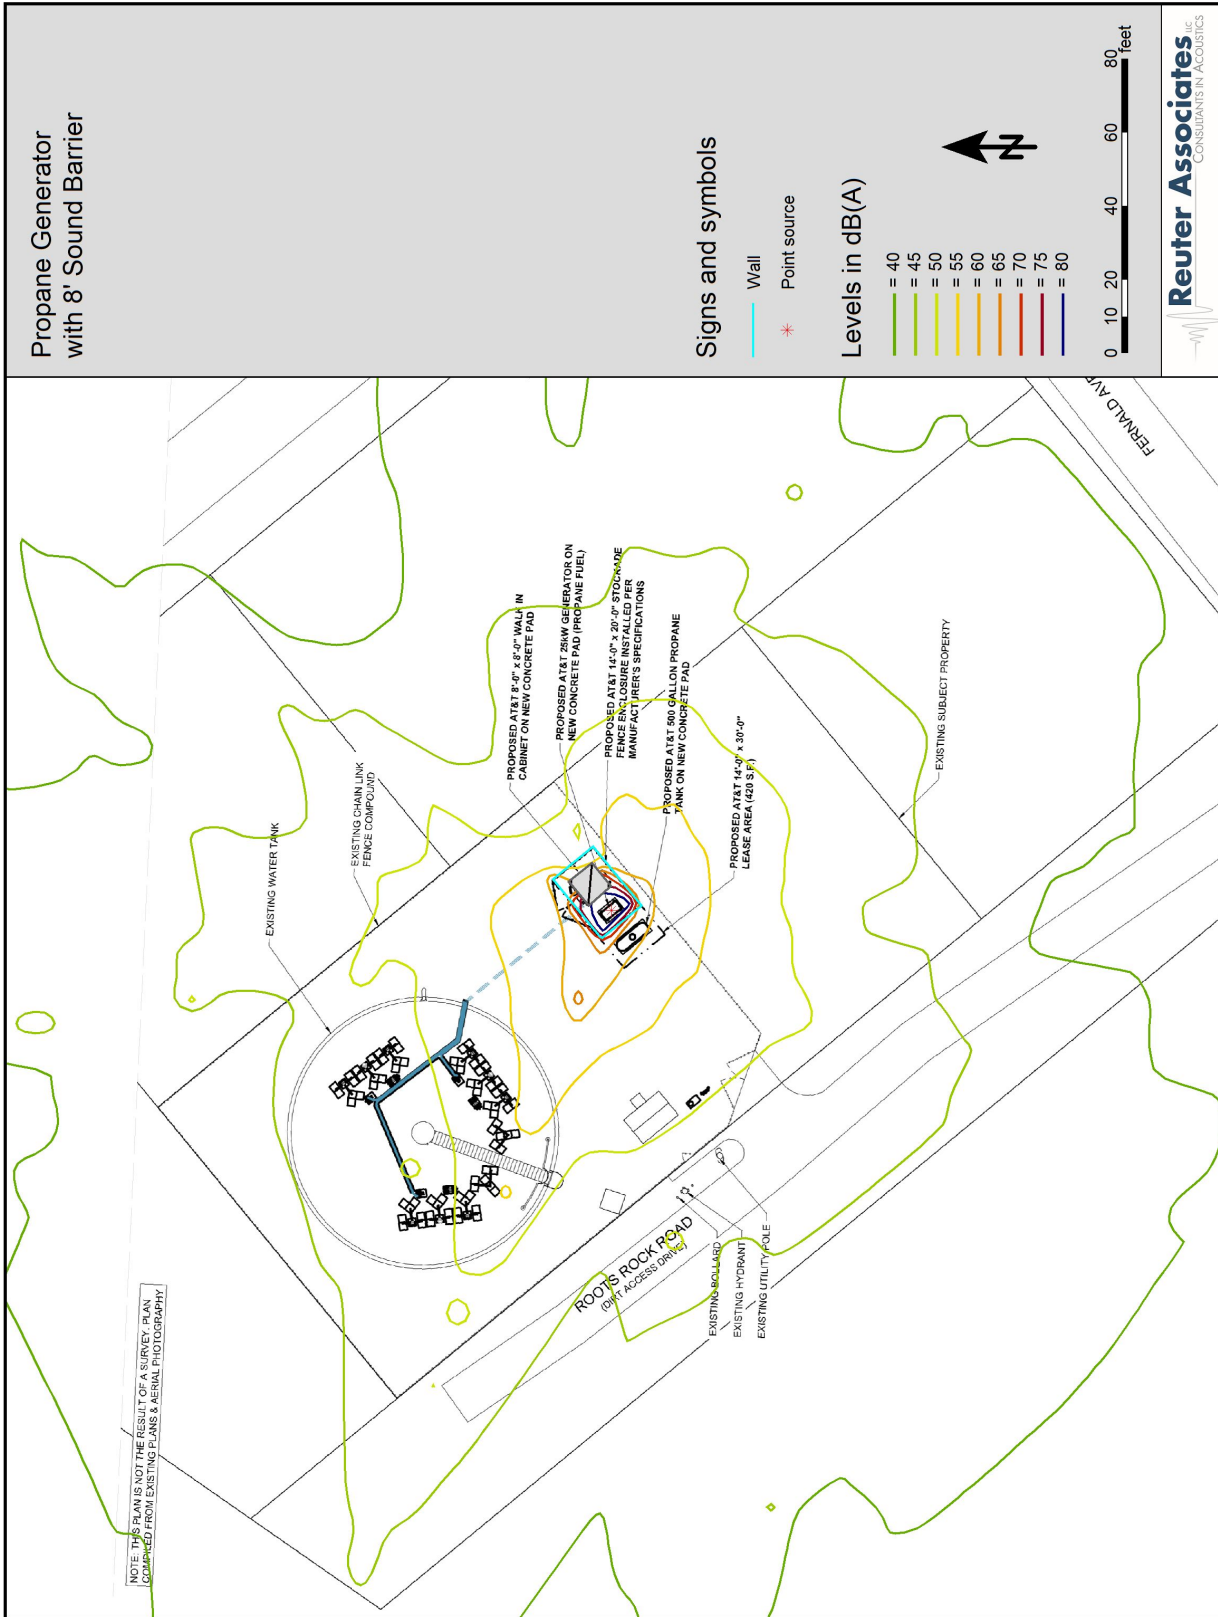 Propane Generator
with 8' Sound Barrier
Signs and symbols
Wall
Point source
Levels in dB(A)
= 40
= 45
= 50
= 55
= 60
= 65
= 70
= 75
= 80
N
0 10 20 40 60 80
feet
Reuter Associates LLC
CONSULTANTS IN ACOUSTICS
NOTE: THIS PLAN IS NOT THE RESULT OF A SURVEY. PLAN
COMPILED FROM EXISTING PLANS & AERIAL PHOTOGRAPHY
EXISTING WATER TANK
EXISTING CHAIN LINK
FENCE COMPOUND
PROPOSED AT&T 8'-0" x 8'-0" WALK IN
CABINET ON NEW CONCRETE PAD
PROPOSED AT&T 25kW GENERATOR ON
NEW CONCRETE PAD (PROPANE FUEL)
PROPOSED AT&T 14'-0" x 20'-0" STOCKADE
FENCE ENCLOSURE INSTALLED PER
MANUFACTURER'S SPECIFICATIONS
PROPOSED AT&T 500 GALLON PROPANE
TANK ON NEW CONCRETE PAD
PROPOSED AT&T 14'-0" x 30'-0"
LEASE AREA (420 S.F.)
EXISTING SUBJECT PROPERTY
ROOTS ROCK ROAD
(DIRT ACCESS DRIVE)
EXISTING BOLLARD
EXISTING HYDRANT
EXISTING UTILITY POLE
FERNALD AVE